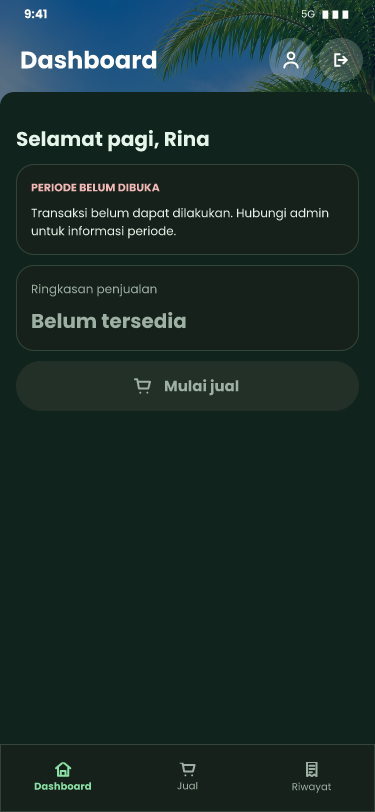 9:41
5G
Dashboard
Selamat pagi, Rina
PERIODE BELUM DIBUKA
Transaksi belum dapat dilakukan. Hubungi admin
untuk informasi periode.
Ringkasan penjualan
Belum tersedia
Mulai jual
Dashboard
Jual
Riwayat